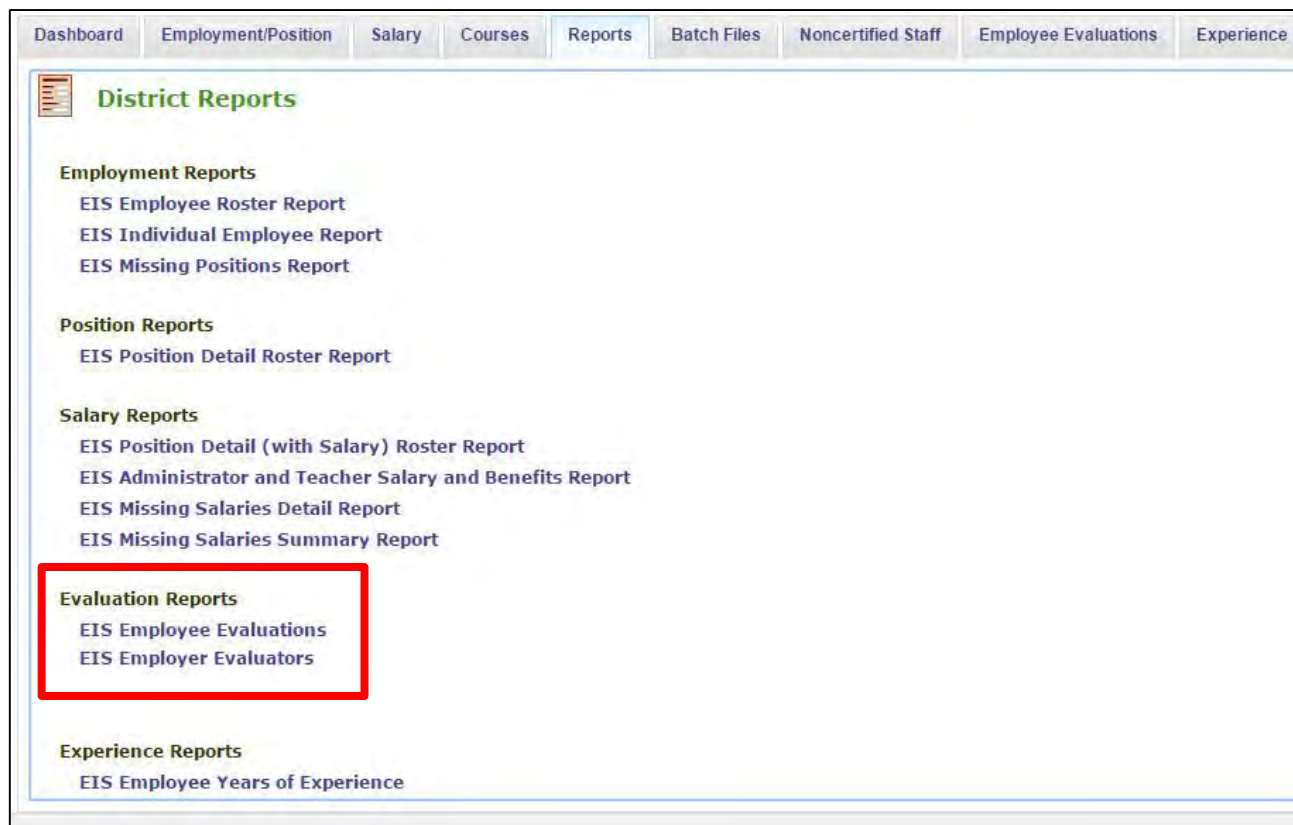 Dashboard Employment/Position Salary Courses Reports Batch Files Noncertified Staff Employee Evaluations Experience
District Reports
Employment Reports
EIS Employee Roster Report
EIS Individual Employee Report
EIS Missing Positions Report
Position Reports
EIS Position Detail Roster Report
Salary Reports
EIS Position Detail (with Salary) Roster Report
EIS Administrator and Teacher Salary and Benefits Report
EIS Missing Salaries Detail Report
EIS Missing Salaries Summary Report
Evaluation Reports
EIS Employee Evaluations
EIS Employer Evaluators
Experience Reports
EIS Employee Years of Experience